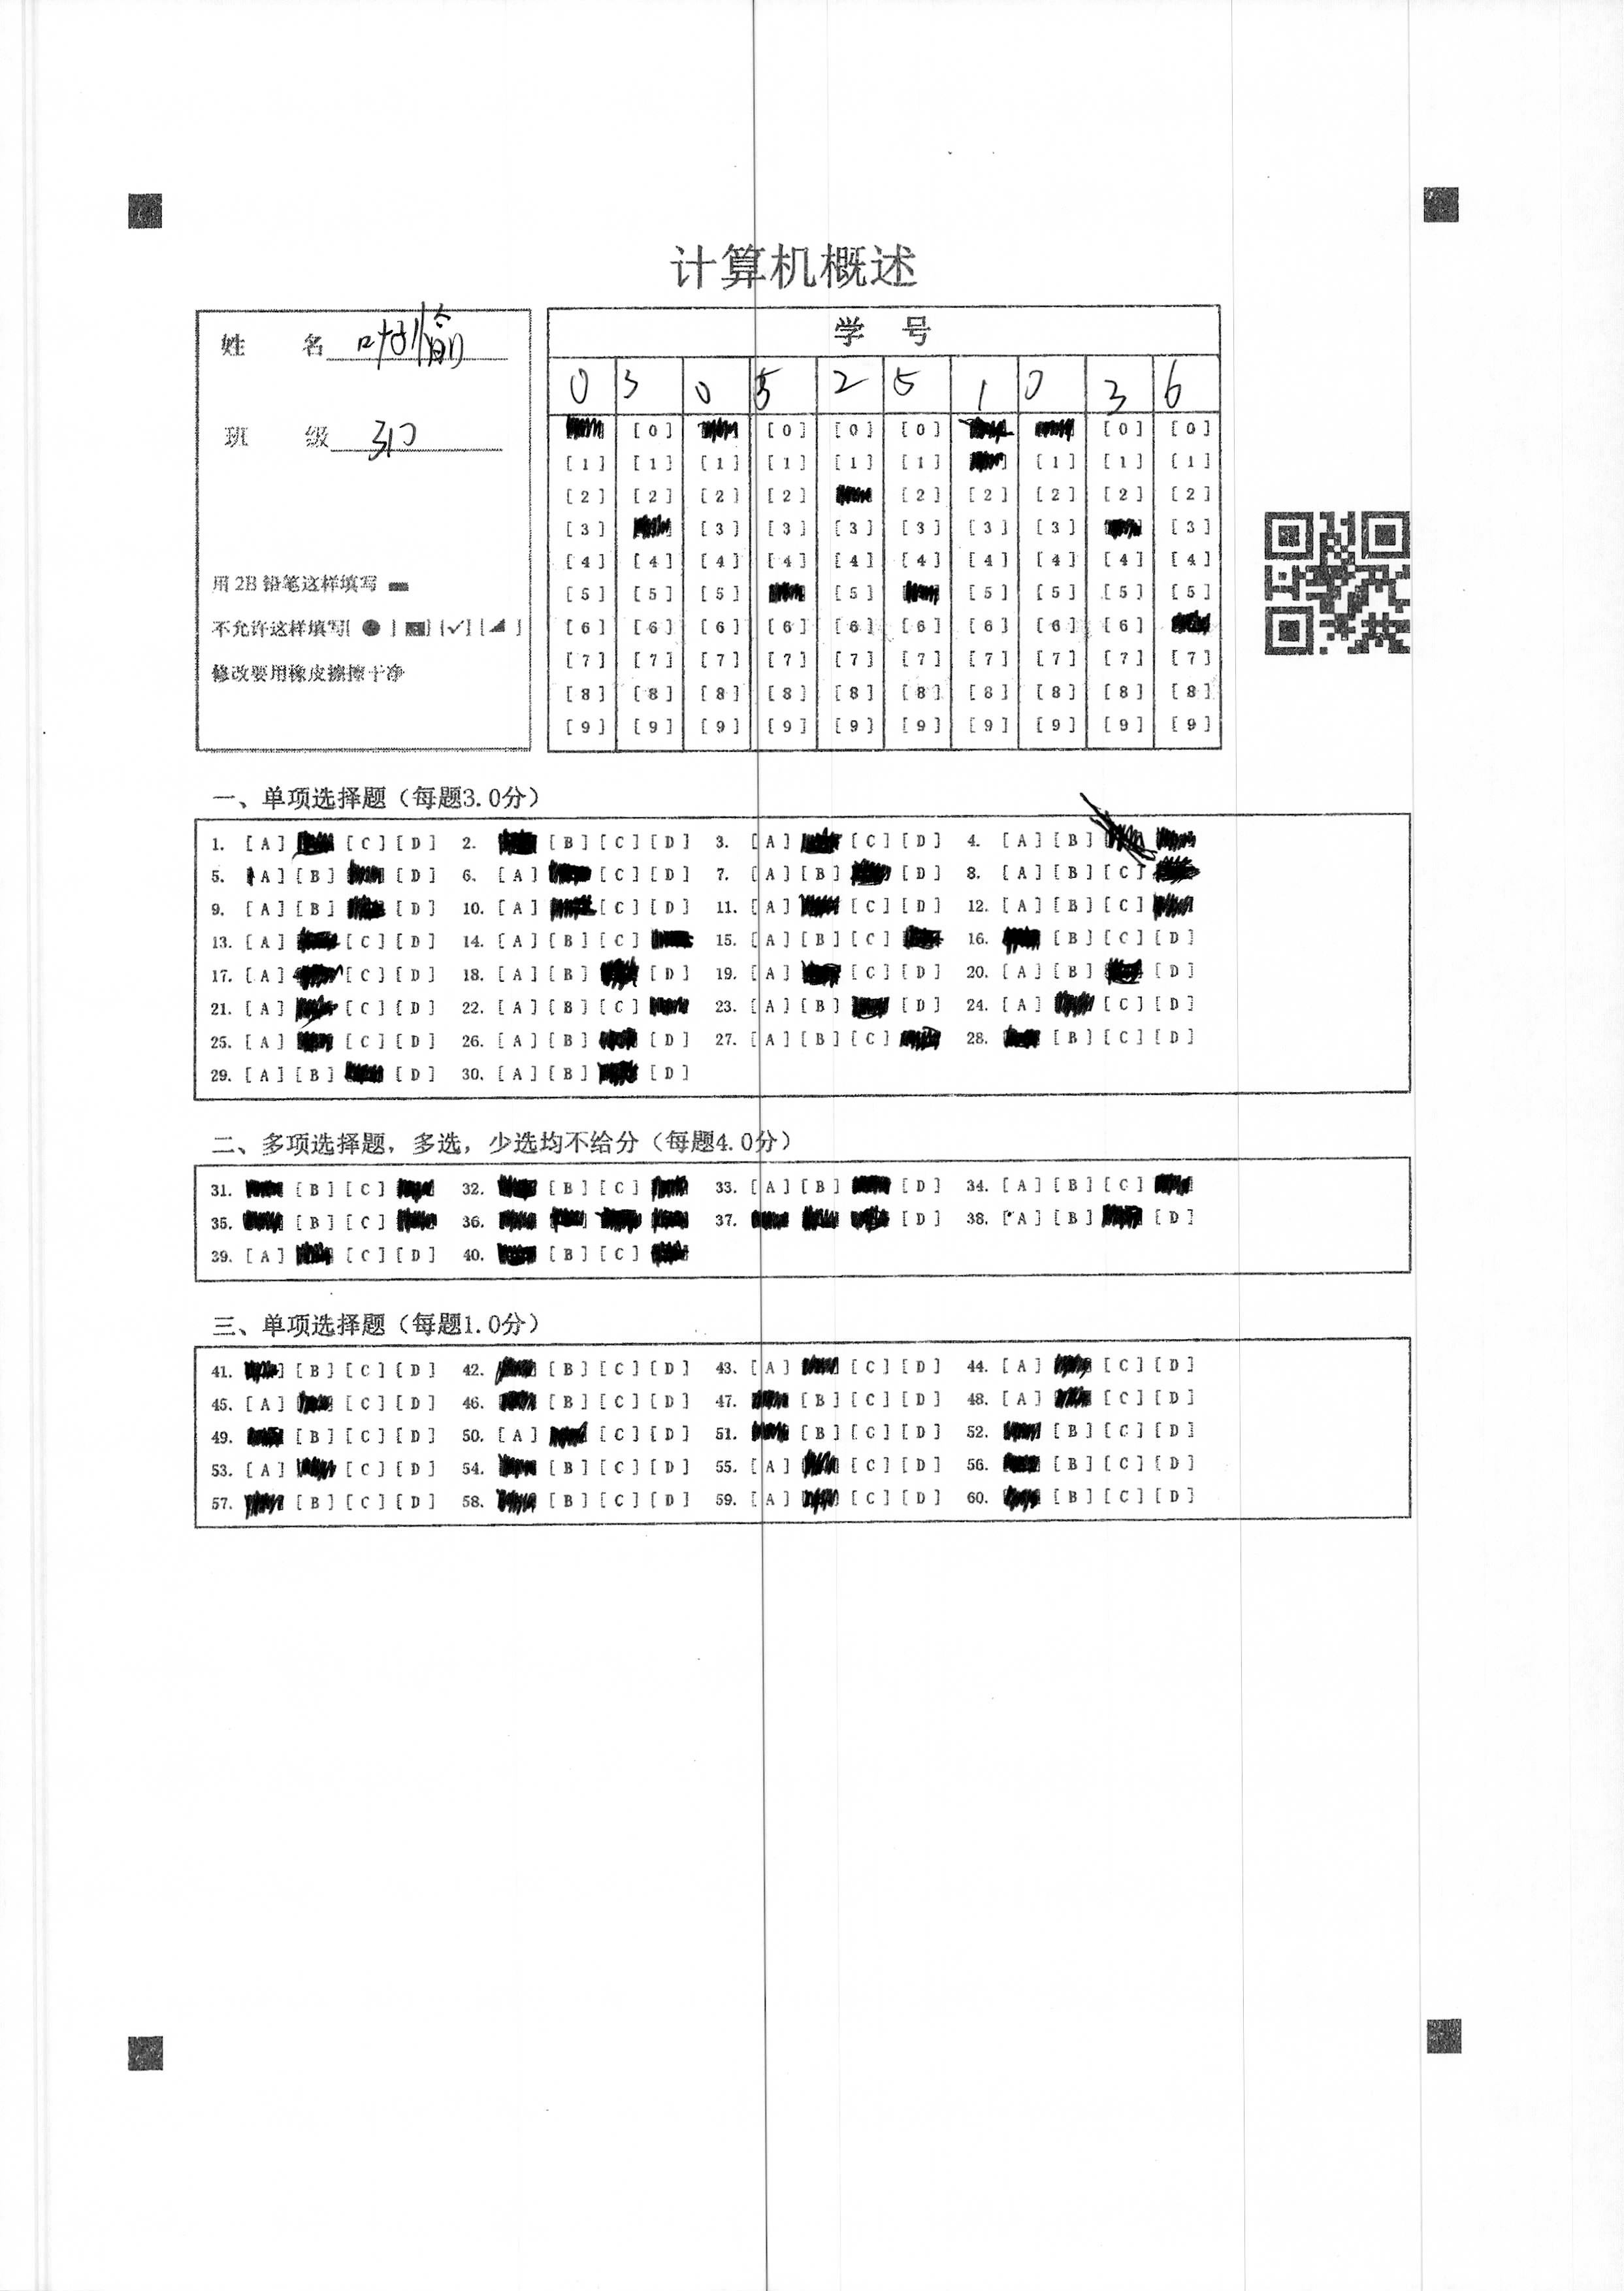 计算机概述
姓 名
班 级 310
用 2B 铅笔这样填写
不允许这样填写[ ● ] [ ] [✓] [ ]
修改要用橡皮擦擦干净
学 号
0 3 0 5 2 5 1 0 3 6
[0] [0] [0] [0] [0] [0]
[1] [1] [1] [1] [1] [1] [1] [1] [1]
[2] [2] [2] [2] [2] [2] [2] [2] [2]
[3] [3] [3] [3] [3] [3] [3] [3]
[4] [4] [4] [4] [4] [4] [4] [4] [4] [4]
[5] [5] [5] [5] [5] [5] [5] [5]
[6] [6] [6] [6] [6] [6] [6] [6] [6]
[7] [7] [7] [7] [7] [7] [7] [7] [7] [7]
[8] [8] [8] [8] [8] [8] [8] [8] [8] [8]
[9] [9] [9] [9] [9] [9] [9] [9] [9] [9]
一、单项选择题（每题3.0分）
1. [A] [C] [D] 2. [B] [C] [D] 3. [A] [C] [D] 4. [A] [B]
5. [A] [B] [D] 6. [A] [C] [D] 7. [A] [B] [D] 8. [A] [B] [C]
9. [A] [B] [D] 10. [A] [C] [D] 11. [A] [C] [D] 12. [A] [B] [C]
13. [A] [C] [D] 14. [A] [B] [C] 15. [A] [B] [C] 16. [B] [C] [D]
17. [A] [C] [D] 18. [A] [B] [D] 19. [A] [C] [D] 20. [A] [B] [D]
21. [A] [C] [D] 22. [A] [B] [C] 23. [A] [B] [D] 24. [A] [C] [D]
25. [A] [C] [D] 26. [A] [B] [D] 27. [A] [B] [C] 28. [B] [C] [D]
29. [A] [B] [D] 30. [A] [B] [D]
二、多项选择题，多选，少选均不给分（每题4.0分）
31. [B] [C] 32. [B] [C] 33. [A] [B] [D] 34. [A] [B] [C]
35. [B] [C] 36. 37. [D] 38. [A] [B] [D]
39. [A] [C] [D] 40. [B] [C]
三、单项选择题（每题1.0分）
41. [B] [C] [D] 42. [B] [C] [D] 43. [A] [C] [D] 44. [A] [C] [D]
45. [A] [C] [D] 46. [B] [C] [D] 47. [B] [C] [D] 48. [A] [C] [D]
49. [B] [C] [D] 50. [A] [C] [D] 51. [B] [C] [D] 52. [B] [C] [D]
53. [A] [C] [D] 54. [B] [C] [D] 55. [A] [C] [D] 56. [B] [C] [D]
57. [B] [C] [D] 58. [B] [C] [D] 59. [A] [C] [D] 60. [B] [C] [D]